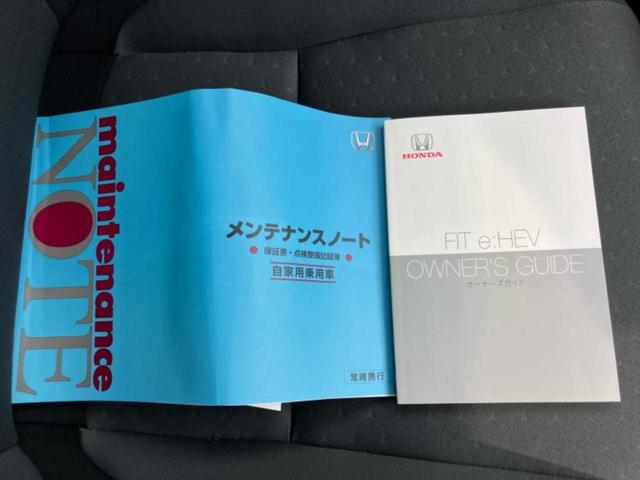 maintenance
NOTE
メンテナンスノート
保証書・点検整備記録簿
自家用乗用車
常時携行
HONDA
FIT e:HEV
OWNER'S GUIDE
オーナーズガイド